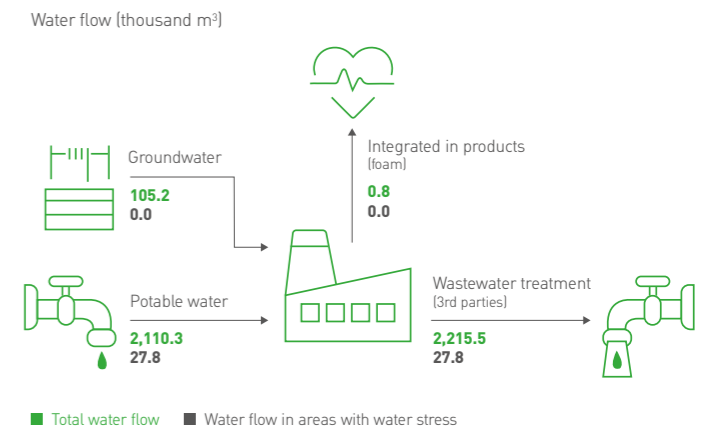 Water flow (thousand m³)
Groundwater
105.2
0.0
Integrated in products
(foam)
0.8
0.0
Potable water
2,110.3
27.8
Wastewater treatment
(3rd parties)
2,215.5
27.8
Total water flow
Water flow in areas with water stress